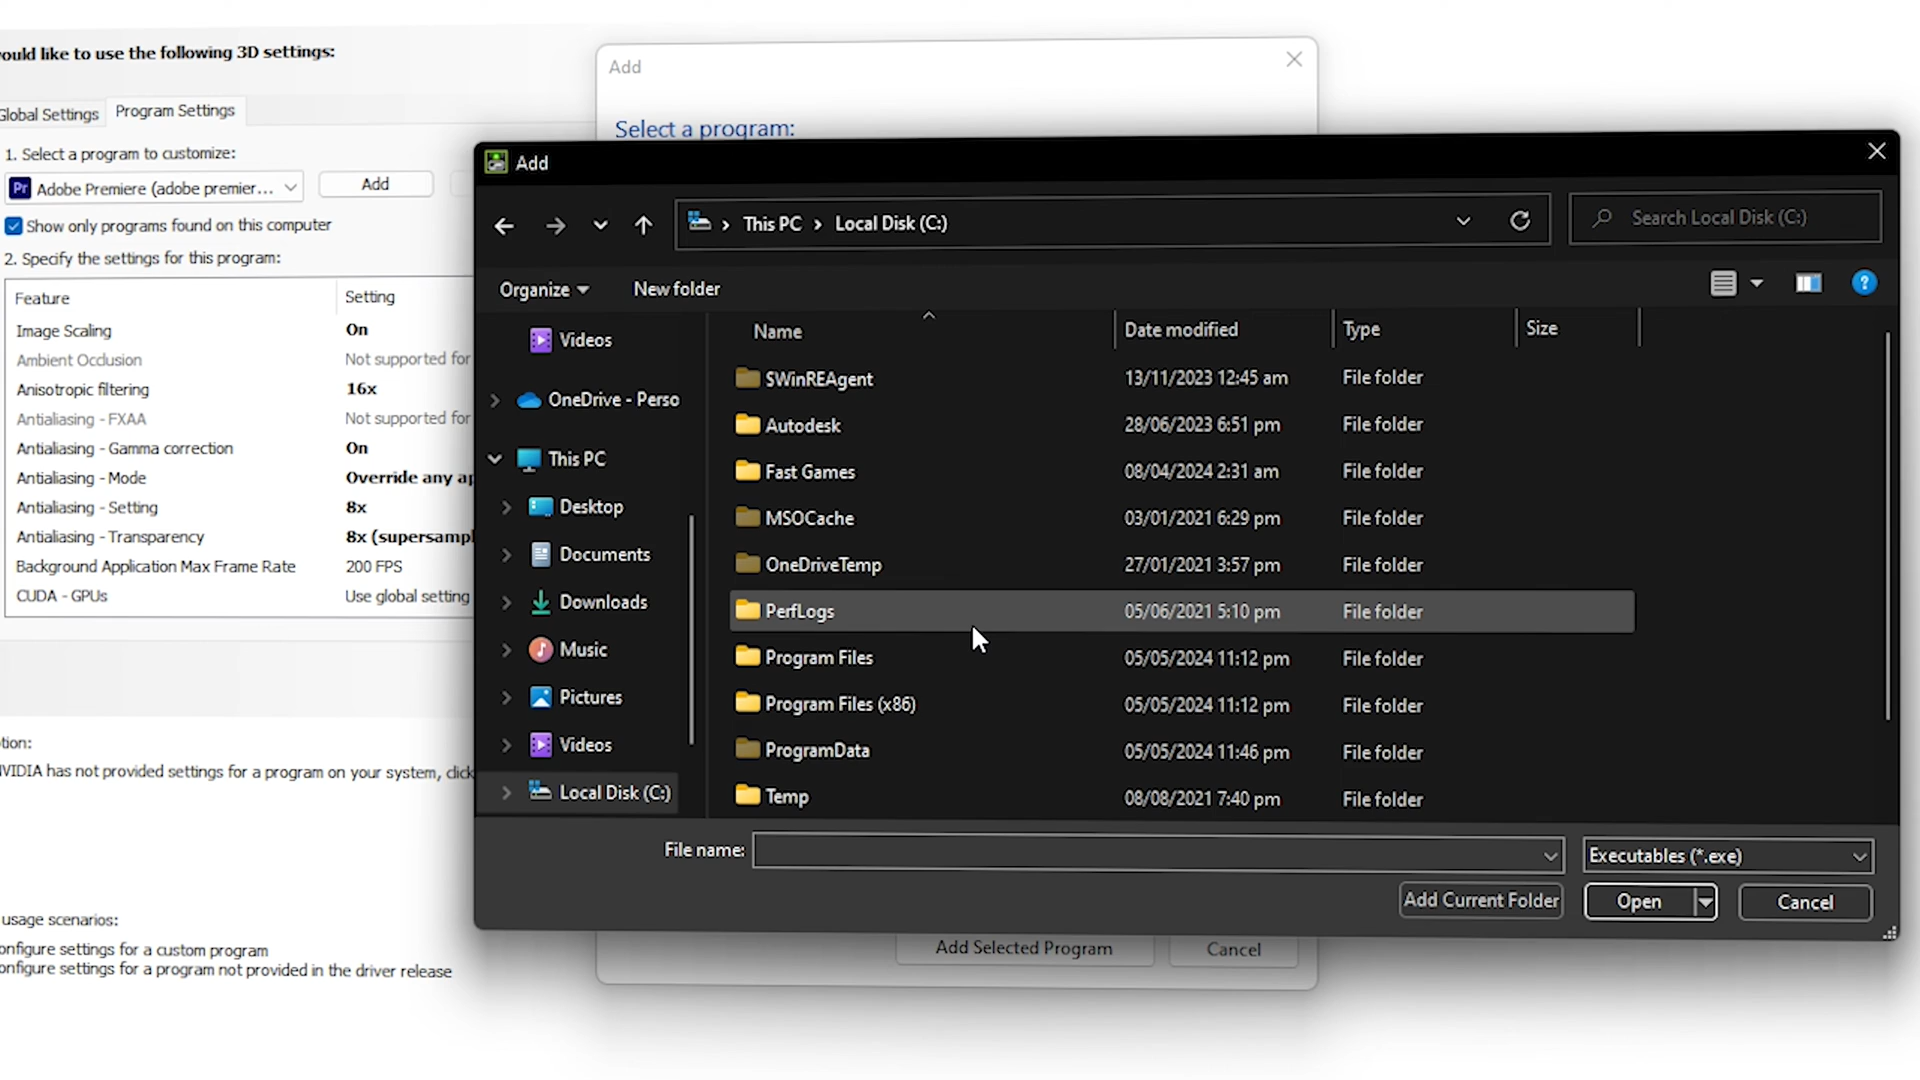 ould like to use the following 3D settings:
Global Settings
Program Settings
1. Select a program to customize:
Pr
Adobe Premiere (adobe premier...
Add
Show only programs found on this computer
2. Specify the settings for this program:
Feature
Setting
Image Scaling
On
Ambient Occlusion
Not supported for
Anisotropic filtering
16x
Antialiasing - FXAA
Not supported for
Antialiasing - Gamma correction
On
Antialiasing - Mode
Override any ap
Antialiasing - Setting
8x
Antialiasing - Transparency
8x (supersampl
Background Application Max Frame Rate
200 FPS
CUDA - GPUs
Use global setting
tion:
VIDIA has not provided settings for a program on your system, click
usage scenarios:
onfigure settings for a custom program
onfigure settings for a program not provided in the driver release
Add
Select a program:
Add
This PC
Local Disk (C:)
Search Local Disk (C:)
Organize
New folder
?
Videos
OneDrive - Perso
This PC
Desktop
Documents
Downloads
Music
Pictures
Videos
Local Disk (C:)
Name
Date modified
Type
Size
$WinREAgent
13/11/2023 12:45 am
File folder
Autodesk
28/06/2023 6:51 pm
File folder
Fast Games
08/04/2024 2:31 am
File folder
MSOCache
03/01/2021 6:29 pm
File folder
OneDriveTemp
27/01/2021 3:57 pm
File folder
PerfLogs
05/06/2021 5:10 pm
File folder
Program Files
05/05/2024 11:12 pm
File folder
Program Files (x86)
05/05/2024 11:12 pm
File folder
ProgramData
05/05/2024 11:46 pm
File folder
Temp
08/08/2021 7:40 pm
File folder
File name:
Executables (*.exe)
Add Current Folder
Open
Cancel
Add Selected Program
Cancel